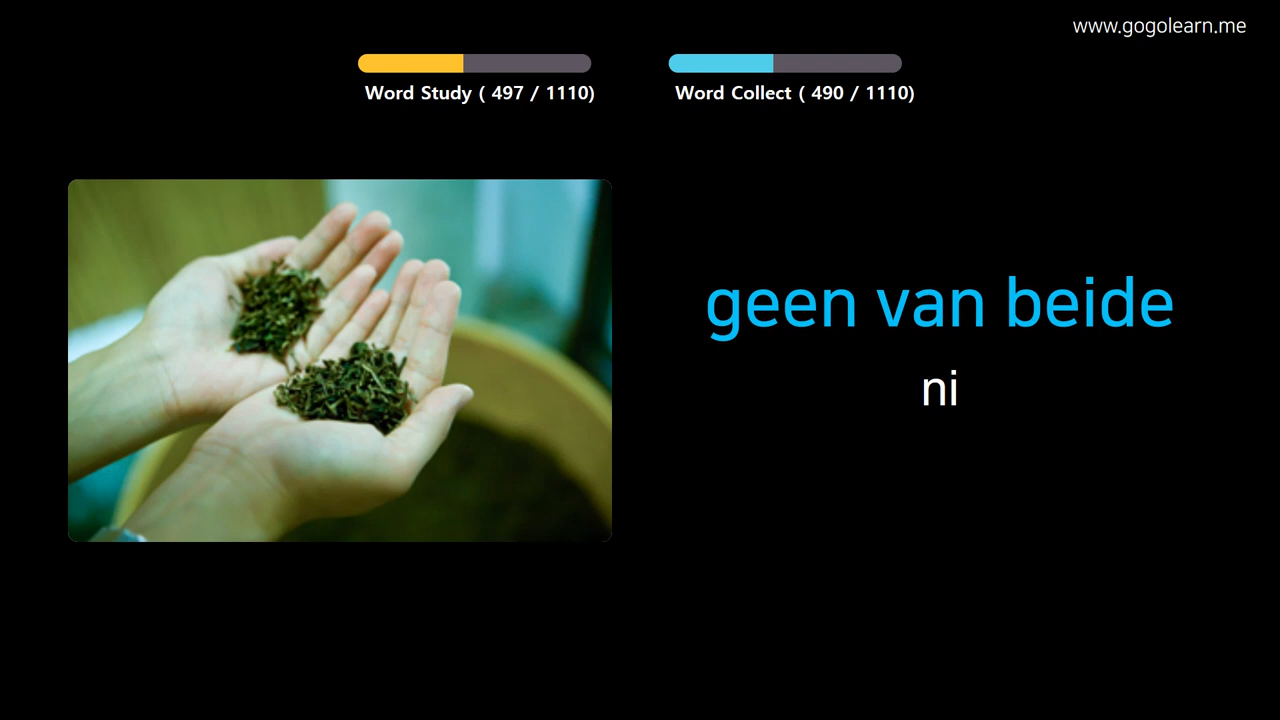 www.gogolearn.me
Word Study ( 497 / 1110)
Word Collect ( 490 / 1110)
geen van beide
ni